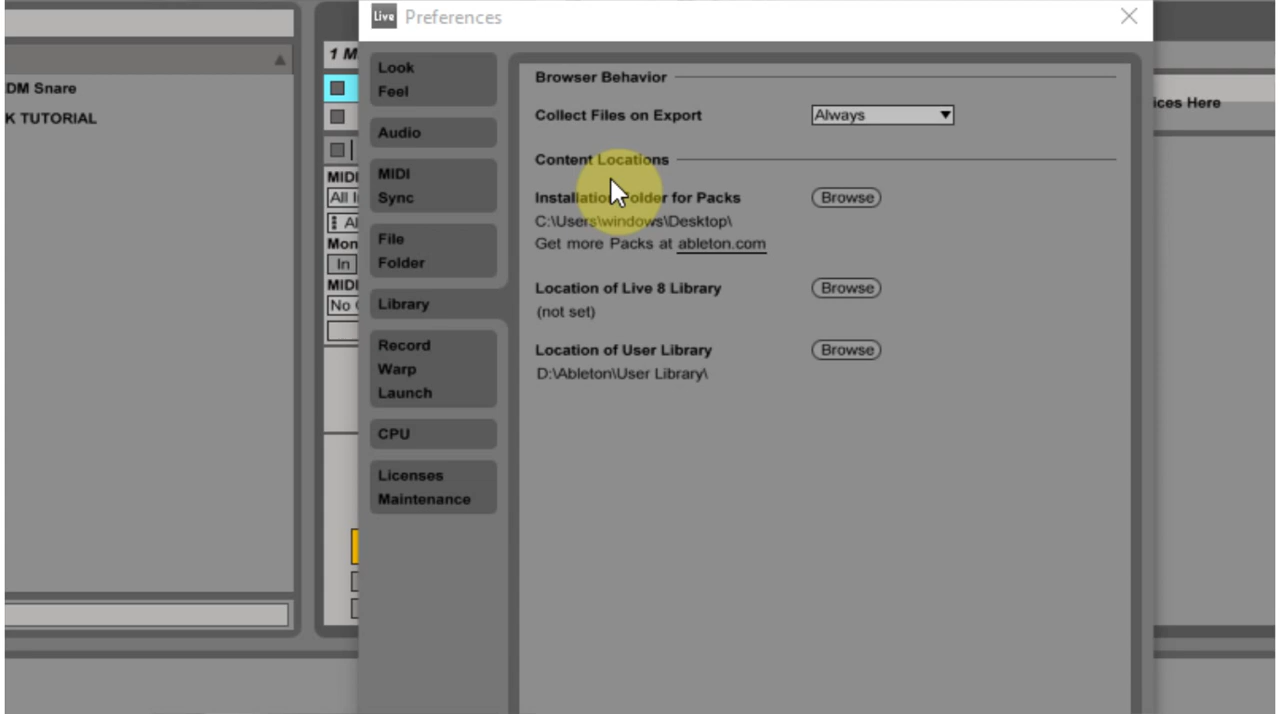 Live Preferences
DM Snare
K TUTORIAL
1 M
MIDI
All I
Al
Mon
In
MIDI
No
Look
Feel
Audio
MIDI
Sync
File
Folder
Library
Record
Warp
Launch
CPU
Licenses
Maintenance
Browser Behavior
Collect Files on Export Always
Content Locations
Installation Folder for Packs Browse
C:\Users\windows\Desktop\
Get more Packs at ableton.com
Location of Live 8 Library Browse
(not set)
Location of User Library Browse
D:\Ableton\User Library\
ices Here